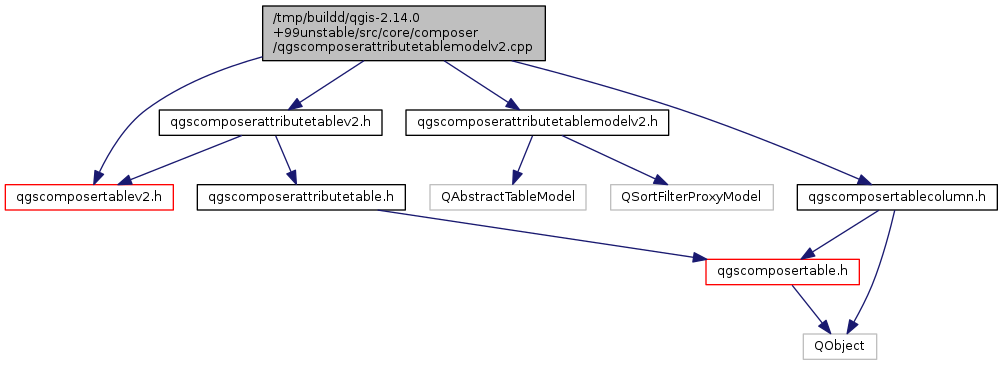 /tmp/buildd/qgis-2.14.0
+99unstable/src/core/composer
/qgscomposerattributetablemodelv2.cpp
qgscomposerattributetablev2.h
qgscomposerattributetablemodelv2.h
qgscomposertablev2.h
qgscomposerattributetable.h
QAbstractTableModel
QSortFilterProxyModel
qgscomposertablecolumn.h
qgscomposertable.h
QObject